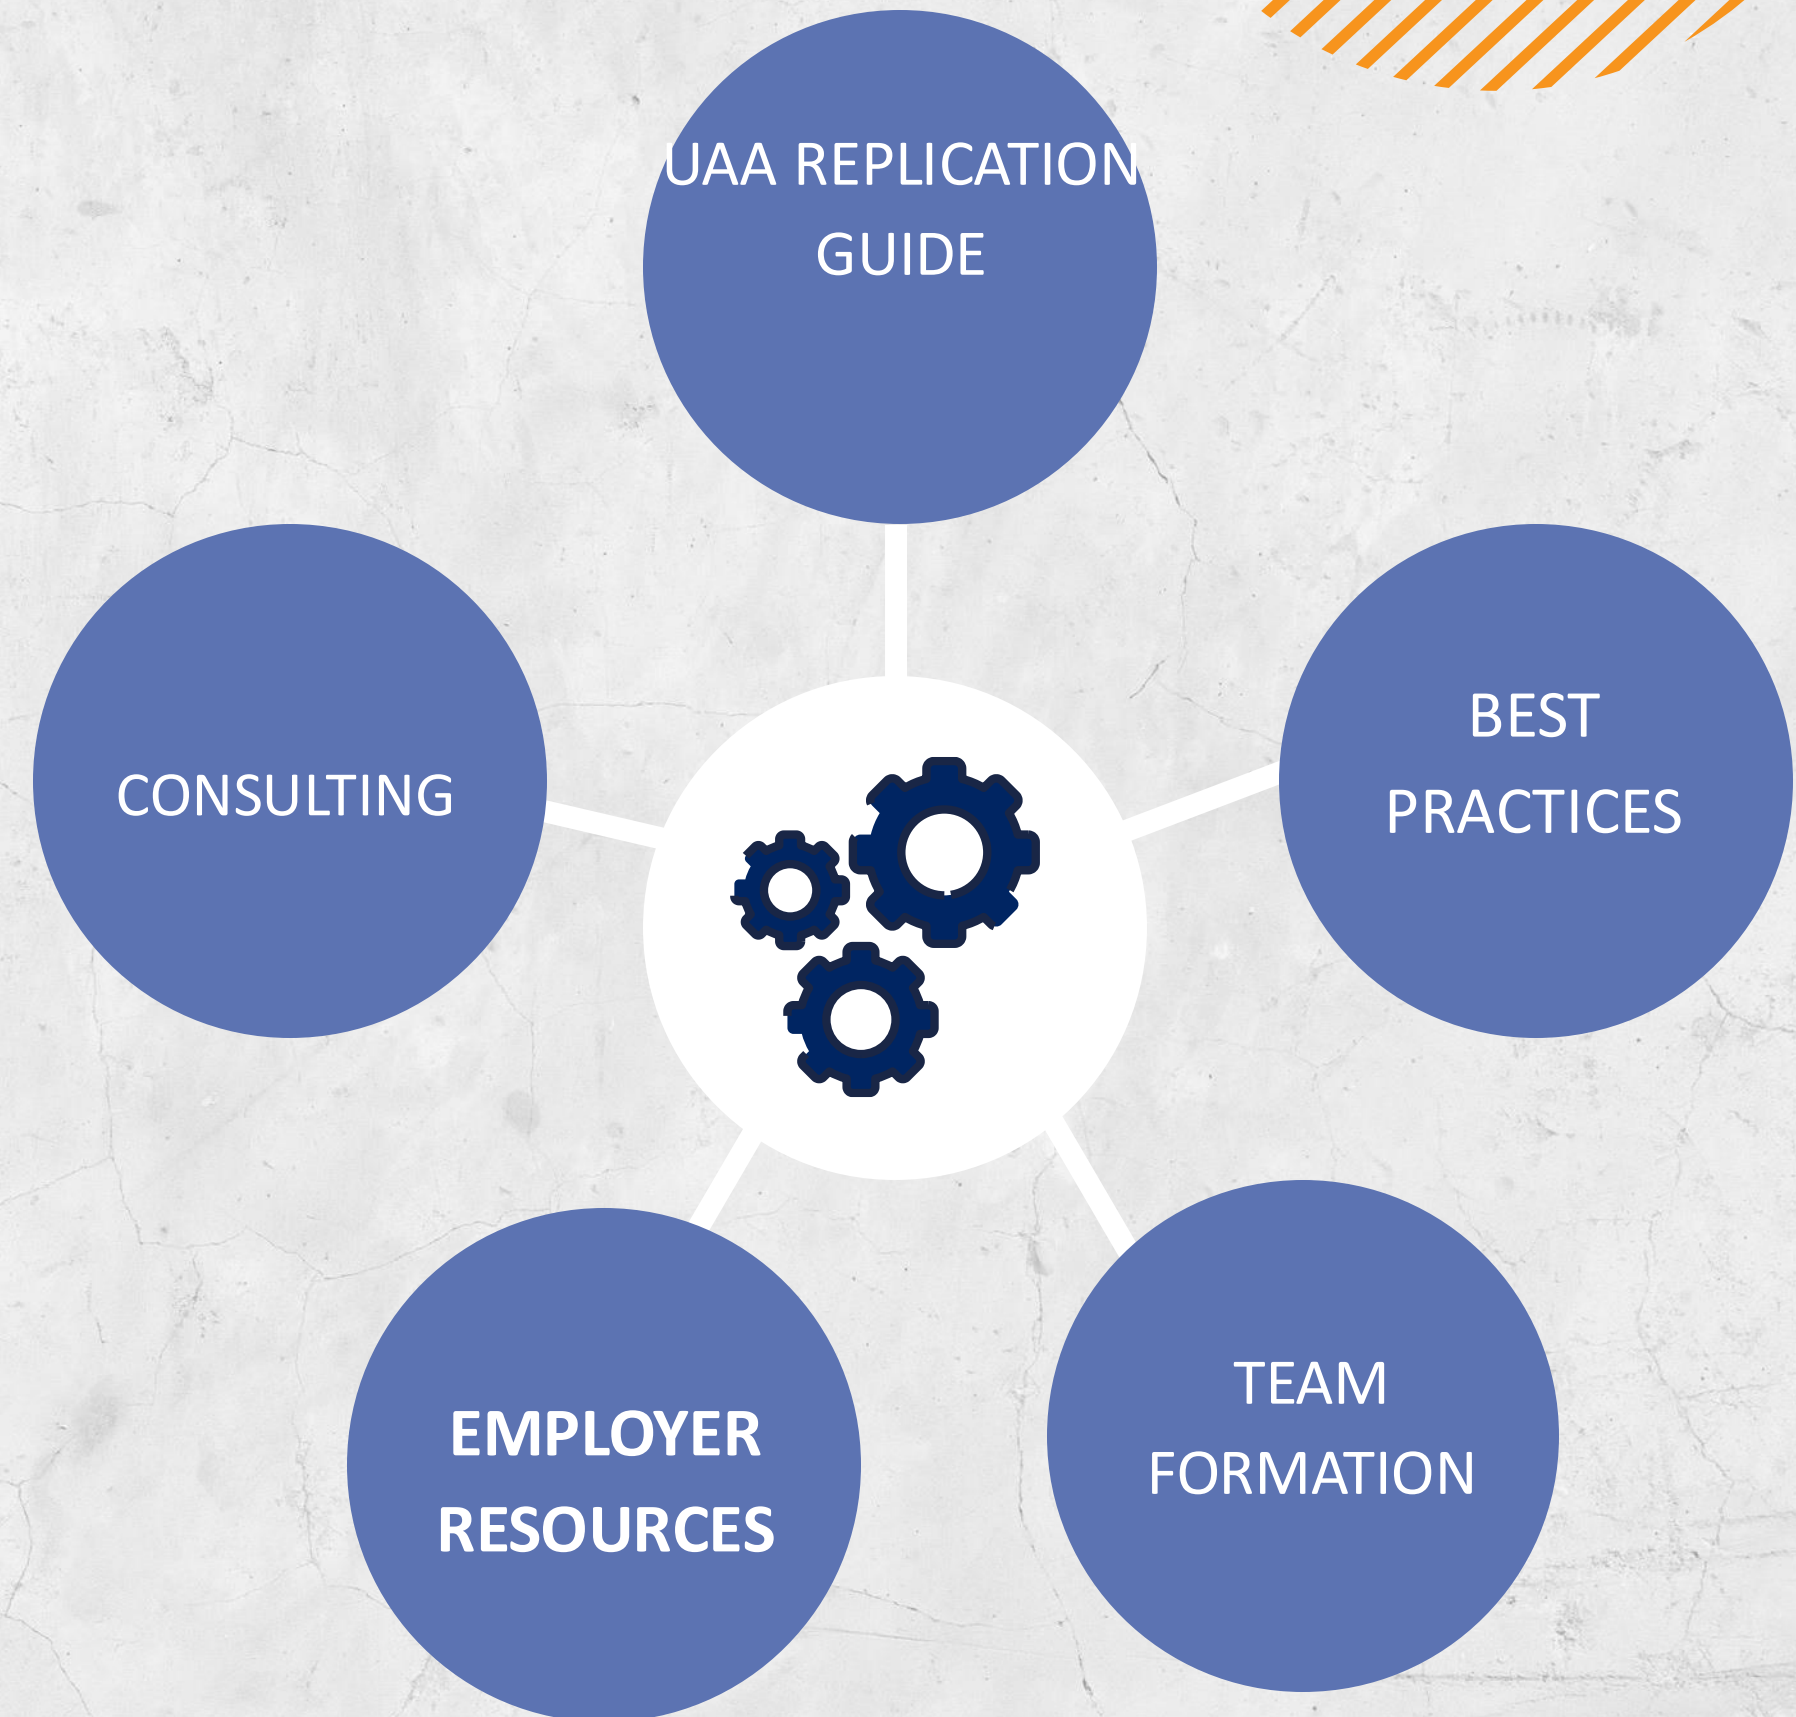 UAA REPLICATION
GUIDE
BEST
PRACTICES
CONSULTING
TEAM
FORMATION
EMPLOYER
RESOURCES